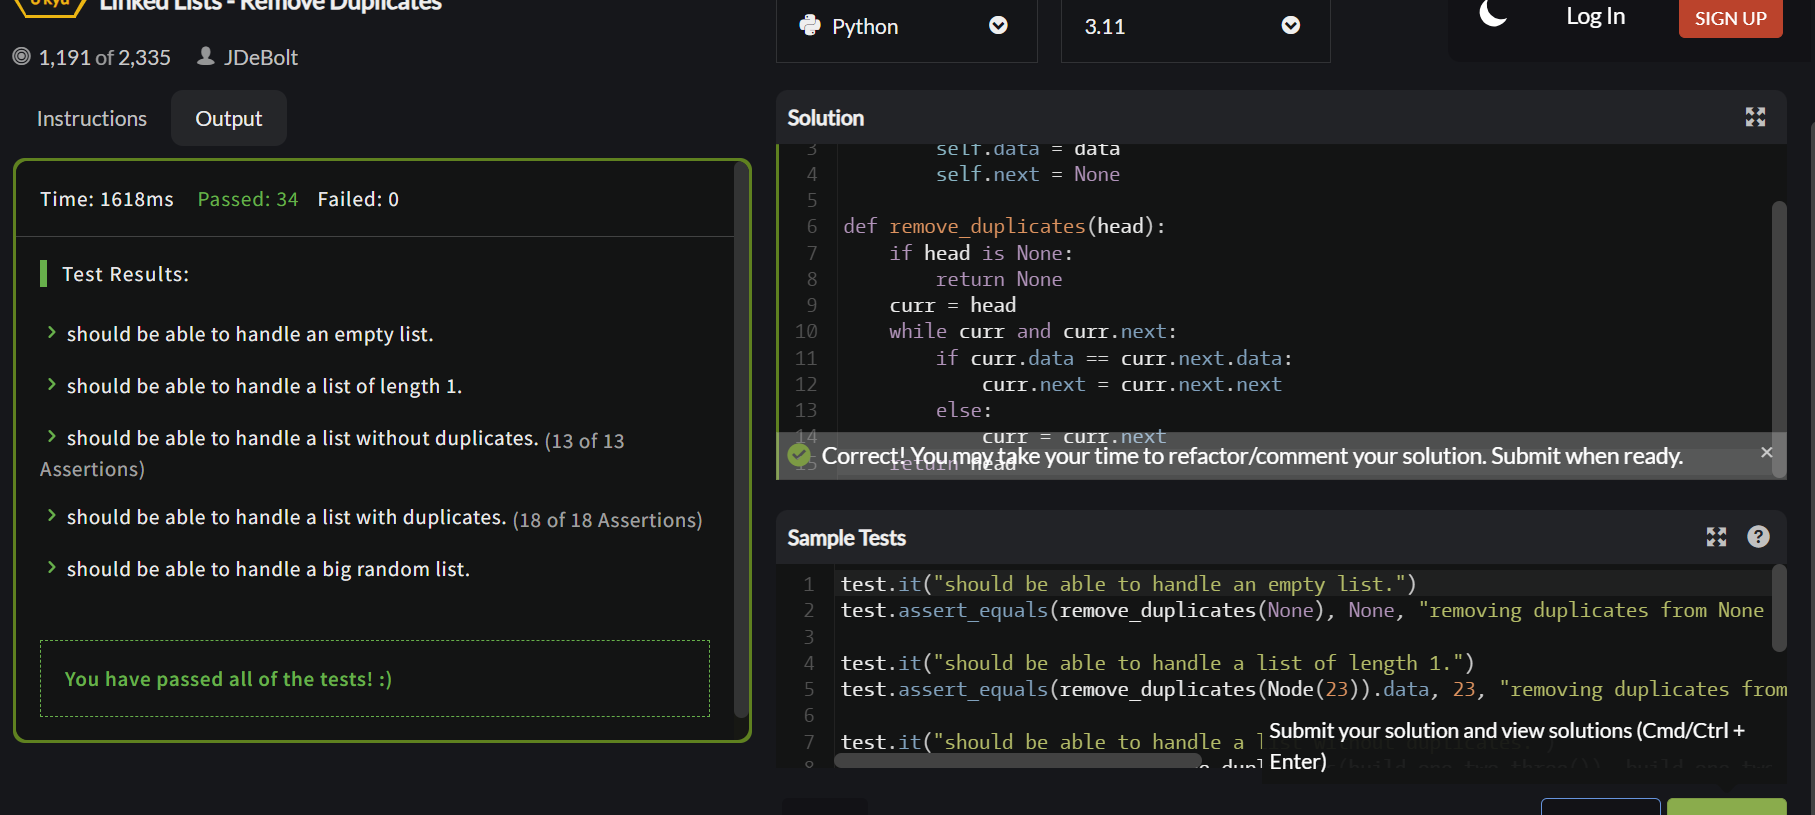 6 kyu
Linked Lists - Remove Duplicates
1,191 of 2,335 JDeBolt
Instructions Output
Time: 1618ms Passed: 34 Failed: 0
Test Results:
should be able to handle an empty list.
should be able to handle a list of length 1.
should be able to handle a list without duplicates. (13 of 13
Assertions)
should be able to handle a list with duplicates. (18 of 18 Assertions)
should be able to handle a big random list.
You have passed all of the tests! :)
Python 3.11
Log In SIGN UP
Solution
3 self.data = data
4 self.next = None
5
6 def remove_duplicates(head):
7 if head is None:
8 return None
9 curr = head
10 while curr and curr.next:
11 if curr.data == curr.next.data:
12 curr.next = curr.next.next
13 else:
14 curr = curr.next
15 return head
Correct! You may take your time to refactor/comment your solution. Submit when ready.
Sample Tests
1 test.it("should be able to handle an empty list.")
2 test.assert_equals(remove_duplicates(None), None, "removing duplicates from None
3
4 test.it("should be able to handle a list of length 1.")
5 test.assert_equals(remove_duplicates(Node(23)).data, 23, "removing duplicates from
6
7 test.it("should be able to handle a list without duplicates.")
8
Submit your solution and view solutions (Cmd/Ctrl +
Enter)